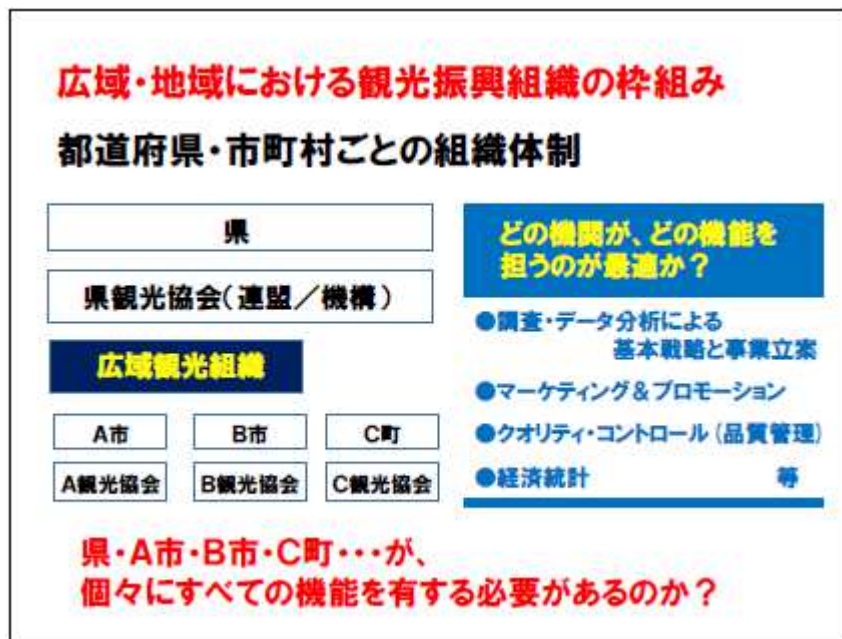 広域・地域における観光振興組織の枠組み
都道府県・市町村ごとの組織体制
県
県観光協会(連盟／機構)
広域観光組織
A市
B市
C町
A観光協会
B観光協会
C観光協会
どの機関が、どの機能を
担うのが最適か？
●調査・データ分析による
基本戦略と事業立案
●マーケティング＆プロモーション
●クオリティ・コントロール(品質管理)
●経済統計 等
県・A市・B市・C町・・・が、
個々にすべての機能を有する必要があるのか？